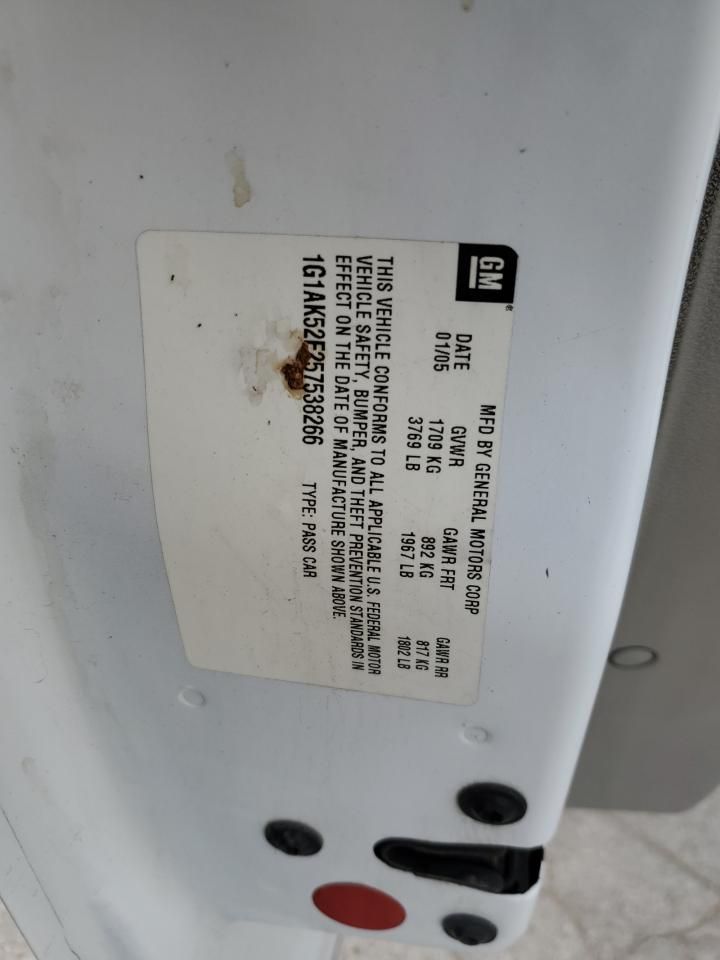 GM®
MFD BY GENERAL MOTORS CORP
DATE GVWR GAWR FRT GAWR RR
01/05 1709 KG 892 KG 817 KG
3769 LB 1967 LB 1802 LB
THIS VEHICLE CONFORMS TO ALL APPLICABLE U.S. FEDERAL MOTOR
VEHICLE SAFETY, BUMPER, AND THEFT PREVENTION STANDARDS IN
EFFECT ON THE DATE OF MANUFACTURE SHOWN ABOVE.
1G1AK52F257538266 TYPE: PASS CAR